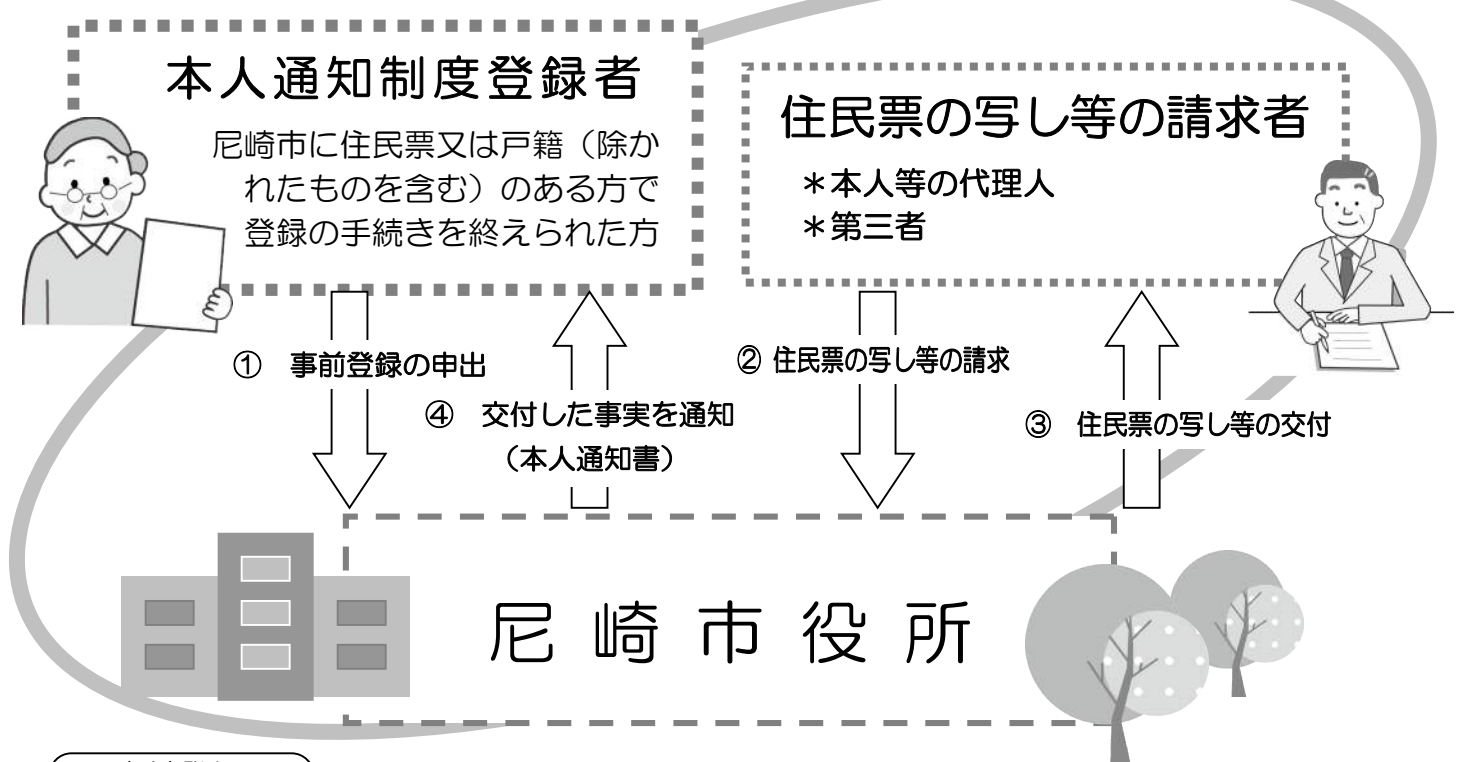 本人通知制度登録者
尼崎市に住民票又は戸籍（除か
れたものを含む）のある方で
登録の手続きを終えられた方
住民票の写し等の請求者
＊本人等の代理人
＊第三者
① 事前登録の申出
② 住民票の写し等の請求
④ 交付した事実を通知
（本人通知書）
③ 住民票の写し等の交付
尼崎市役所